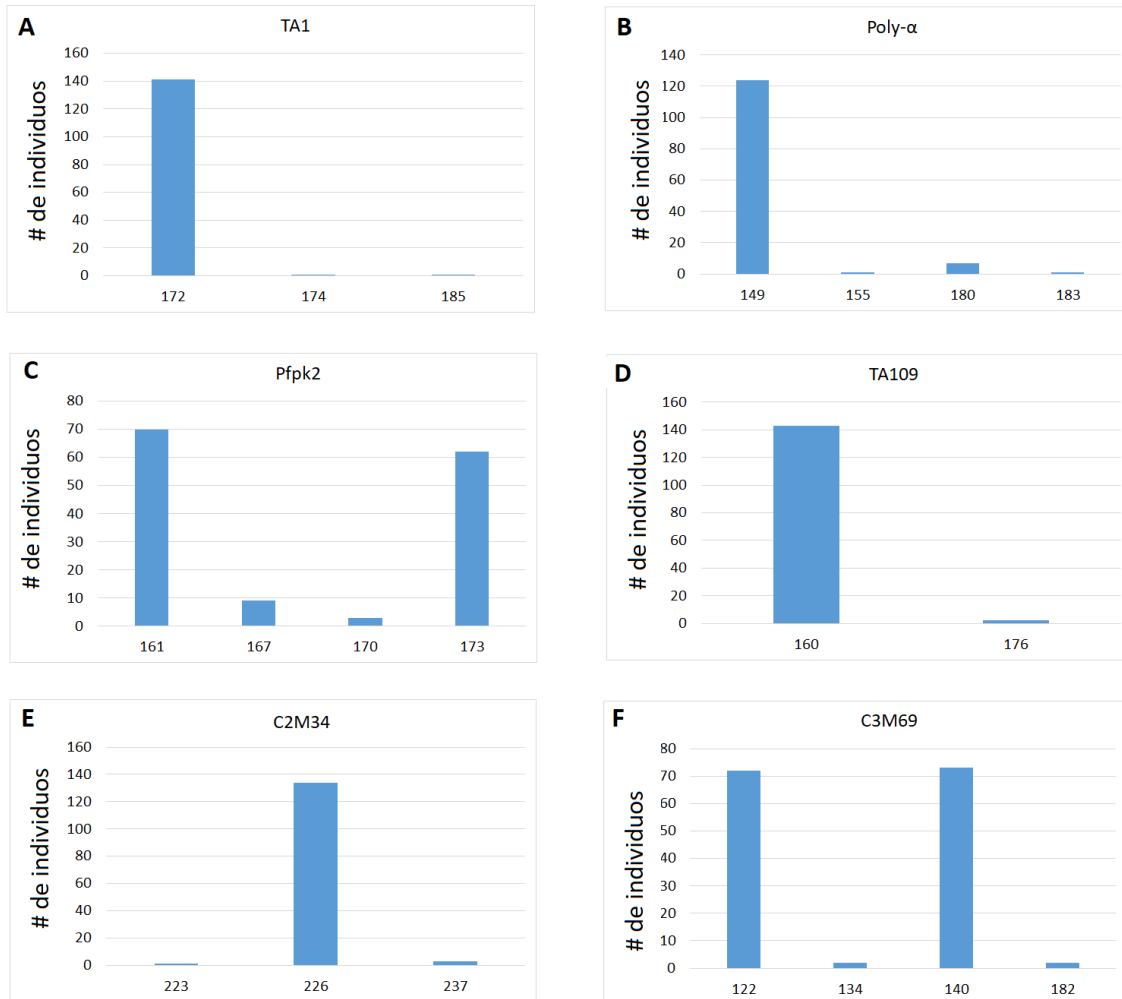 A
TA1
# de individuos
160
140
120
100
80
60
40
20
0
172 174 185
B
Poly-α
# de individuos
140
120
100
80
60
40
20
0
149 155 180 183
C
Pfpk2
# de individuos
80
70
60
50
40
30
20
10
0
161 167 170 173
D
TA109
# de individuos
160
140
120
100
80
60
40
20
0
160 176
E
C2M34
# de individuos
160
140
120
100
80
60
40
20
0
223 226 237
F
C3M69
# de individuos
80
70
60
50
40
30
20
10
0
122 134 140 182